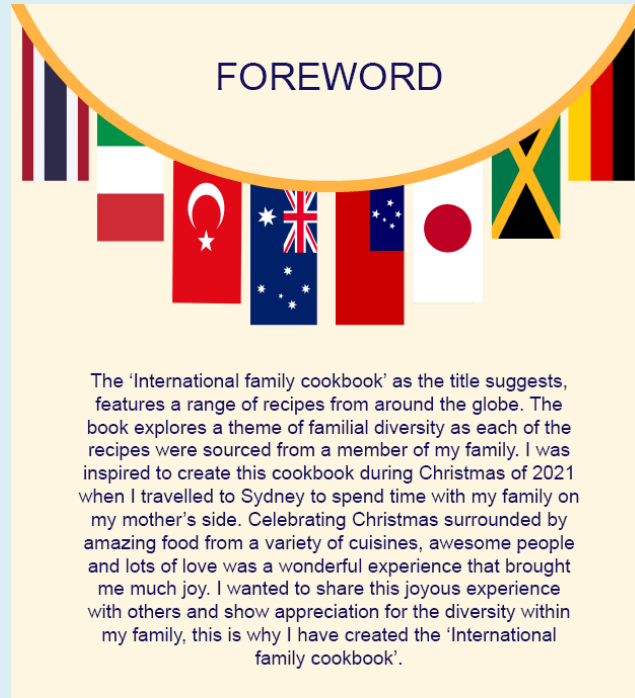 FOREWORD
The ‘International family cookbook’ as the title suggests,
features a range of recipes from around the globe. The
book explores a theme of familial diversity as each of the
recipes were sourced from a member of my family. I was
inspired to create this cookbook during Christmas of 2021
when I travelled to Sydney to spend time with my family on
my mother’s side. Celebrating Christmas surrounded by
amazing food from a variety of cuisines, awesome people
and lots of love was a wonderful experience that brought
me much joy. I wanted to share this joyous experience
with others and show appreciation for the diversity within
my family, this is why I have created the ‘International
family cookbook’.